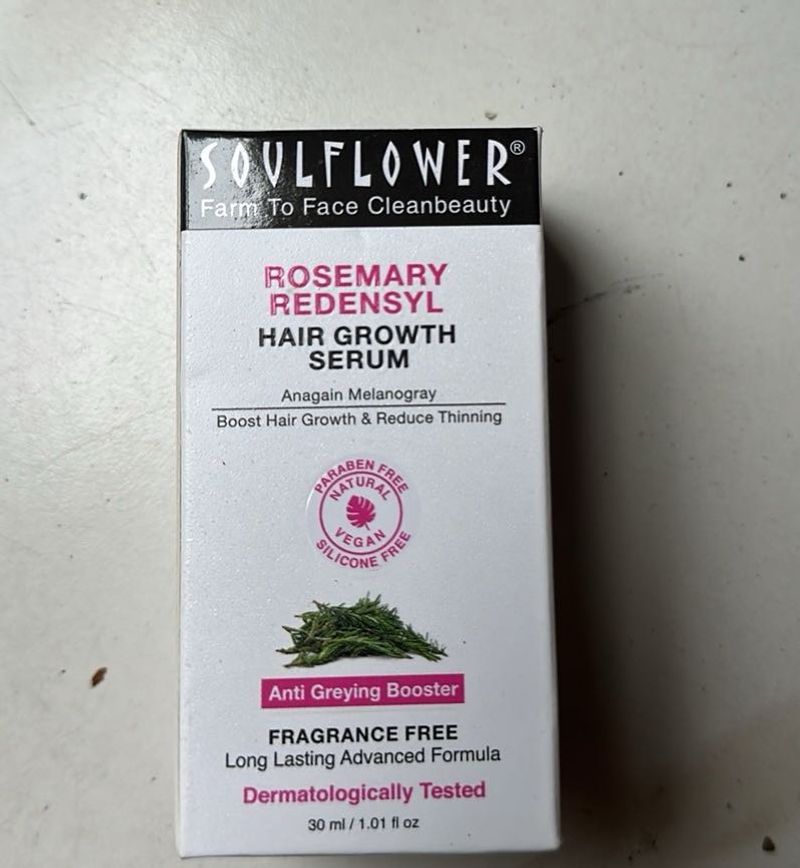 SOULFLOWER®
Farm To Face Cleanbeauty
ROSEMARY
REDENSYL
HAIR GROWTH
SERUM
Anagain Melanogray
Boost Hair Growth & Reduce Thinning
PARABEN FREE
NATURAL
VEGAN
SILICONE FREE
Anti Greying Booster
FRAGRANCE FREE
Long Lasting Advanced Formula
Dermatologically Tested
30 ml / 1.01 fl oz